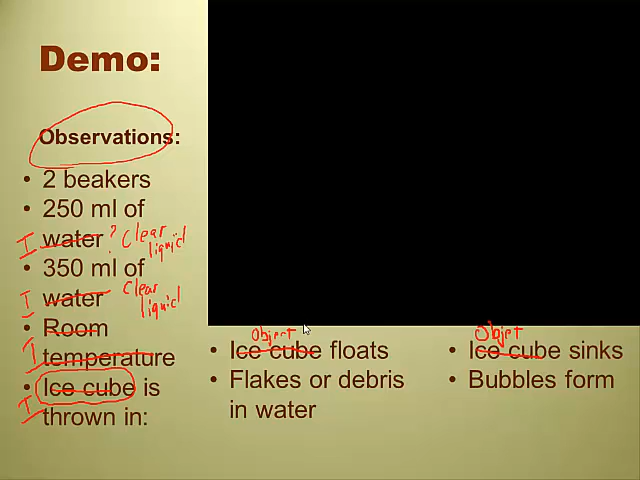 Demo:
Observations:
• 2 beakers
• 250 ml of
I water ? Clear
liquid
• 350 ml of
I water Clear
liquid
• Room
I temperature
• Ice cube is
I thrown in:
Object
• Ice cube floats
• Flakes or debris
in water
Objet
• Ice cube sinks
• Bubbles form